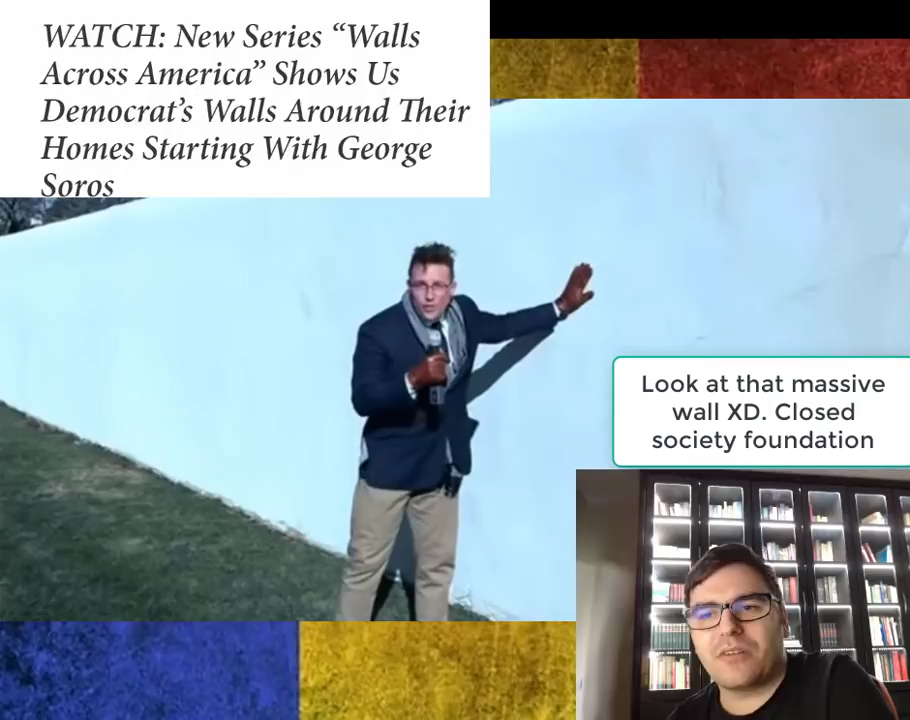 WATCH: New Series “Walls
Across America” Shows Us
Democrat’s Walls Around Their
Homes Starting With George
Soros
Look at that massive
wall XD. Closed
society foundation